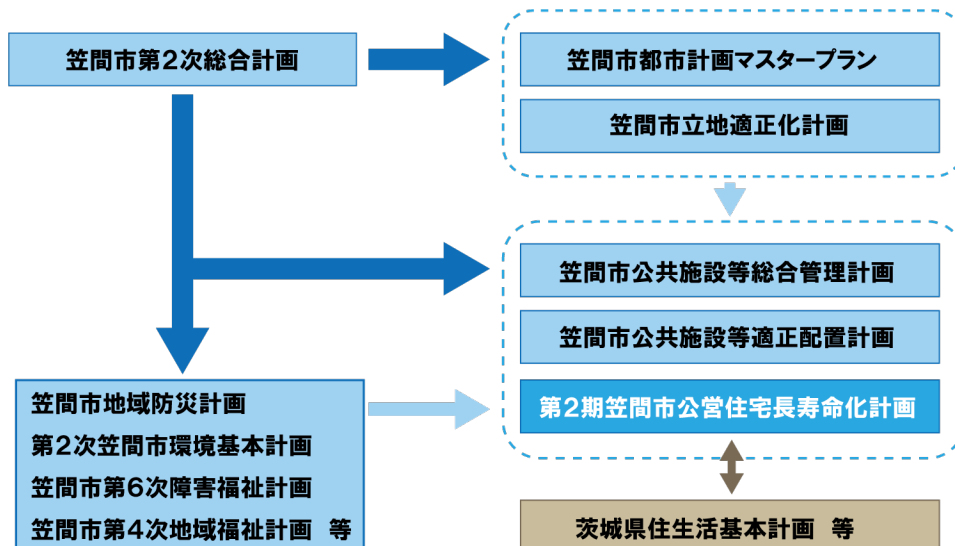 笠間市第2次総合計画
笠間市都市計画マスタープラン
笠間市立地適正化計画
笠間市公共施設等総合管理計画
笠間市公共施設等適正配置計画
第2期笠間市公営住宅長寿命化計画
笠間市地域防災計画
第2次笠間市環境基本計画
笠間市第6次障害福祉計画
笠間市第4次地域福祉計画 等
茨城県住生活基本計画 等